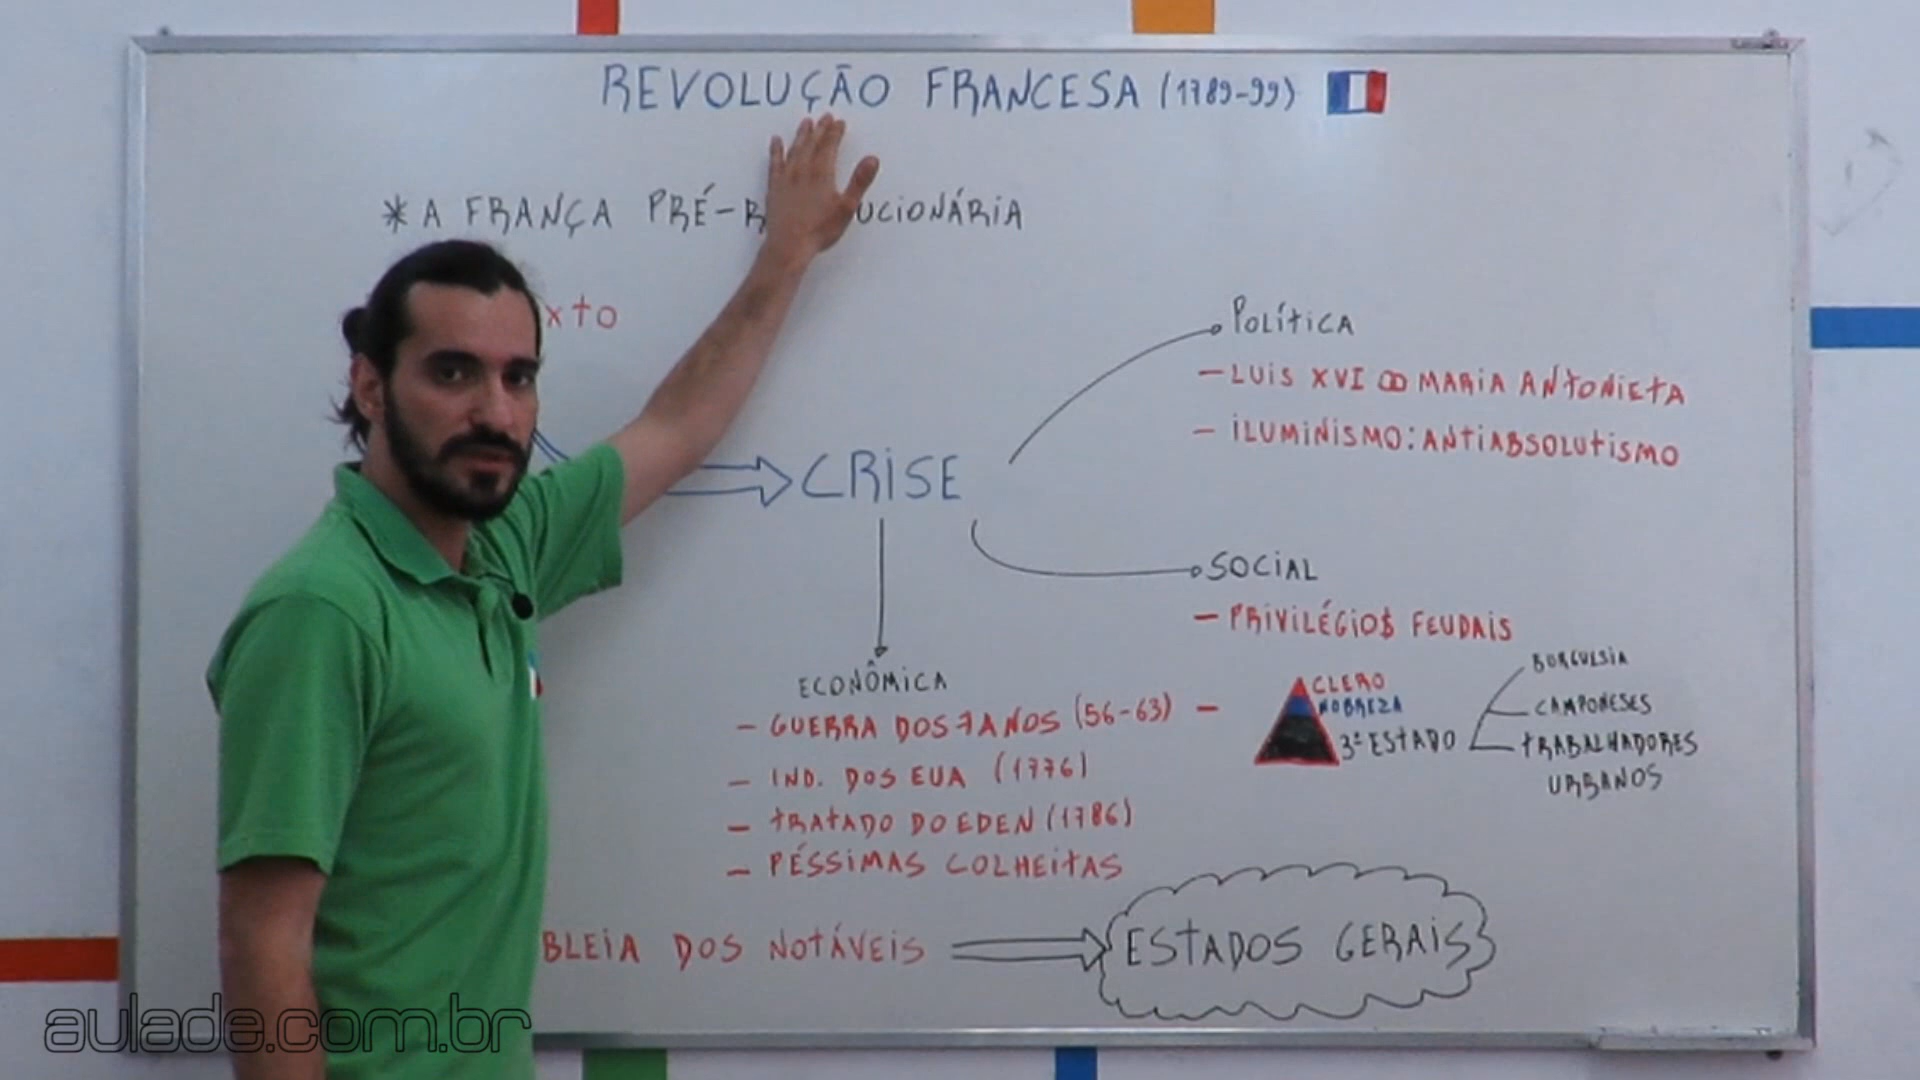 REVOLUÇÃO FRANCESA (1789-99)
* A FRANÇA PRÉ-R UCIONÁRIA
xto
CRISE
POLÍTICA
- LUIS XVI MARIA ANTONIETA
- ILUMINISMO: ANTIABSOLUTISMO
SOCIAL
- PRIVILÉGIO$ FEUDAIS
CLERO
NOBREZA
3º ESTADO
BURGUESIA
CAMPONESES
TRABALHADORES
URBANOS
ECONÔMICA
- GUERRA DOS 7 ANOS (56-63) -
- IND. DOS EUA (1776)
- TRATADO DO EDEN (1786)
- PÉSSIMAS COLHEITAS
BLEIA DOS NOTÁVEIS
ESTADOS GERAIS
aulade.com.br